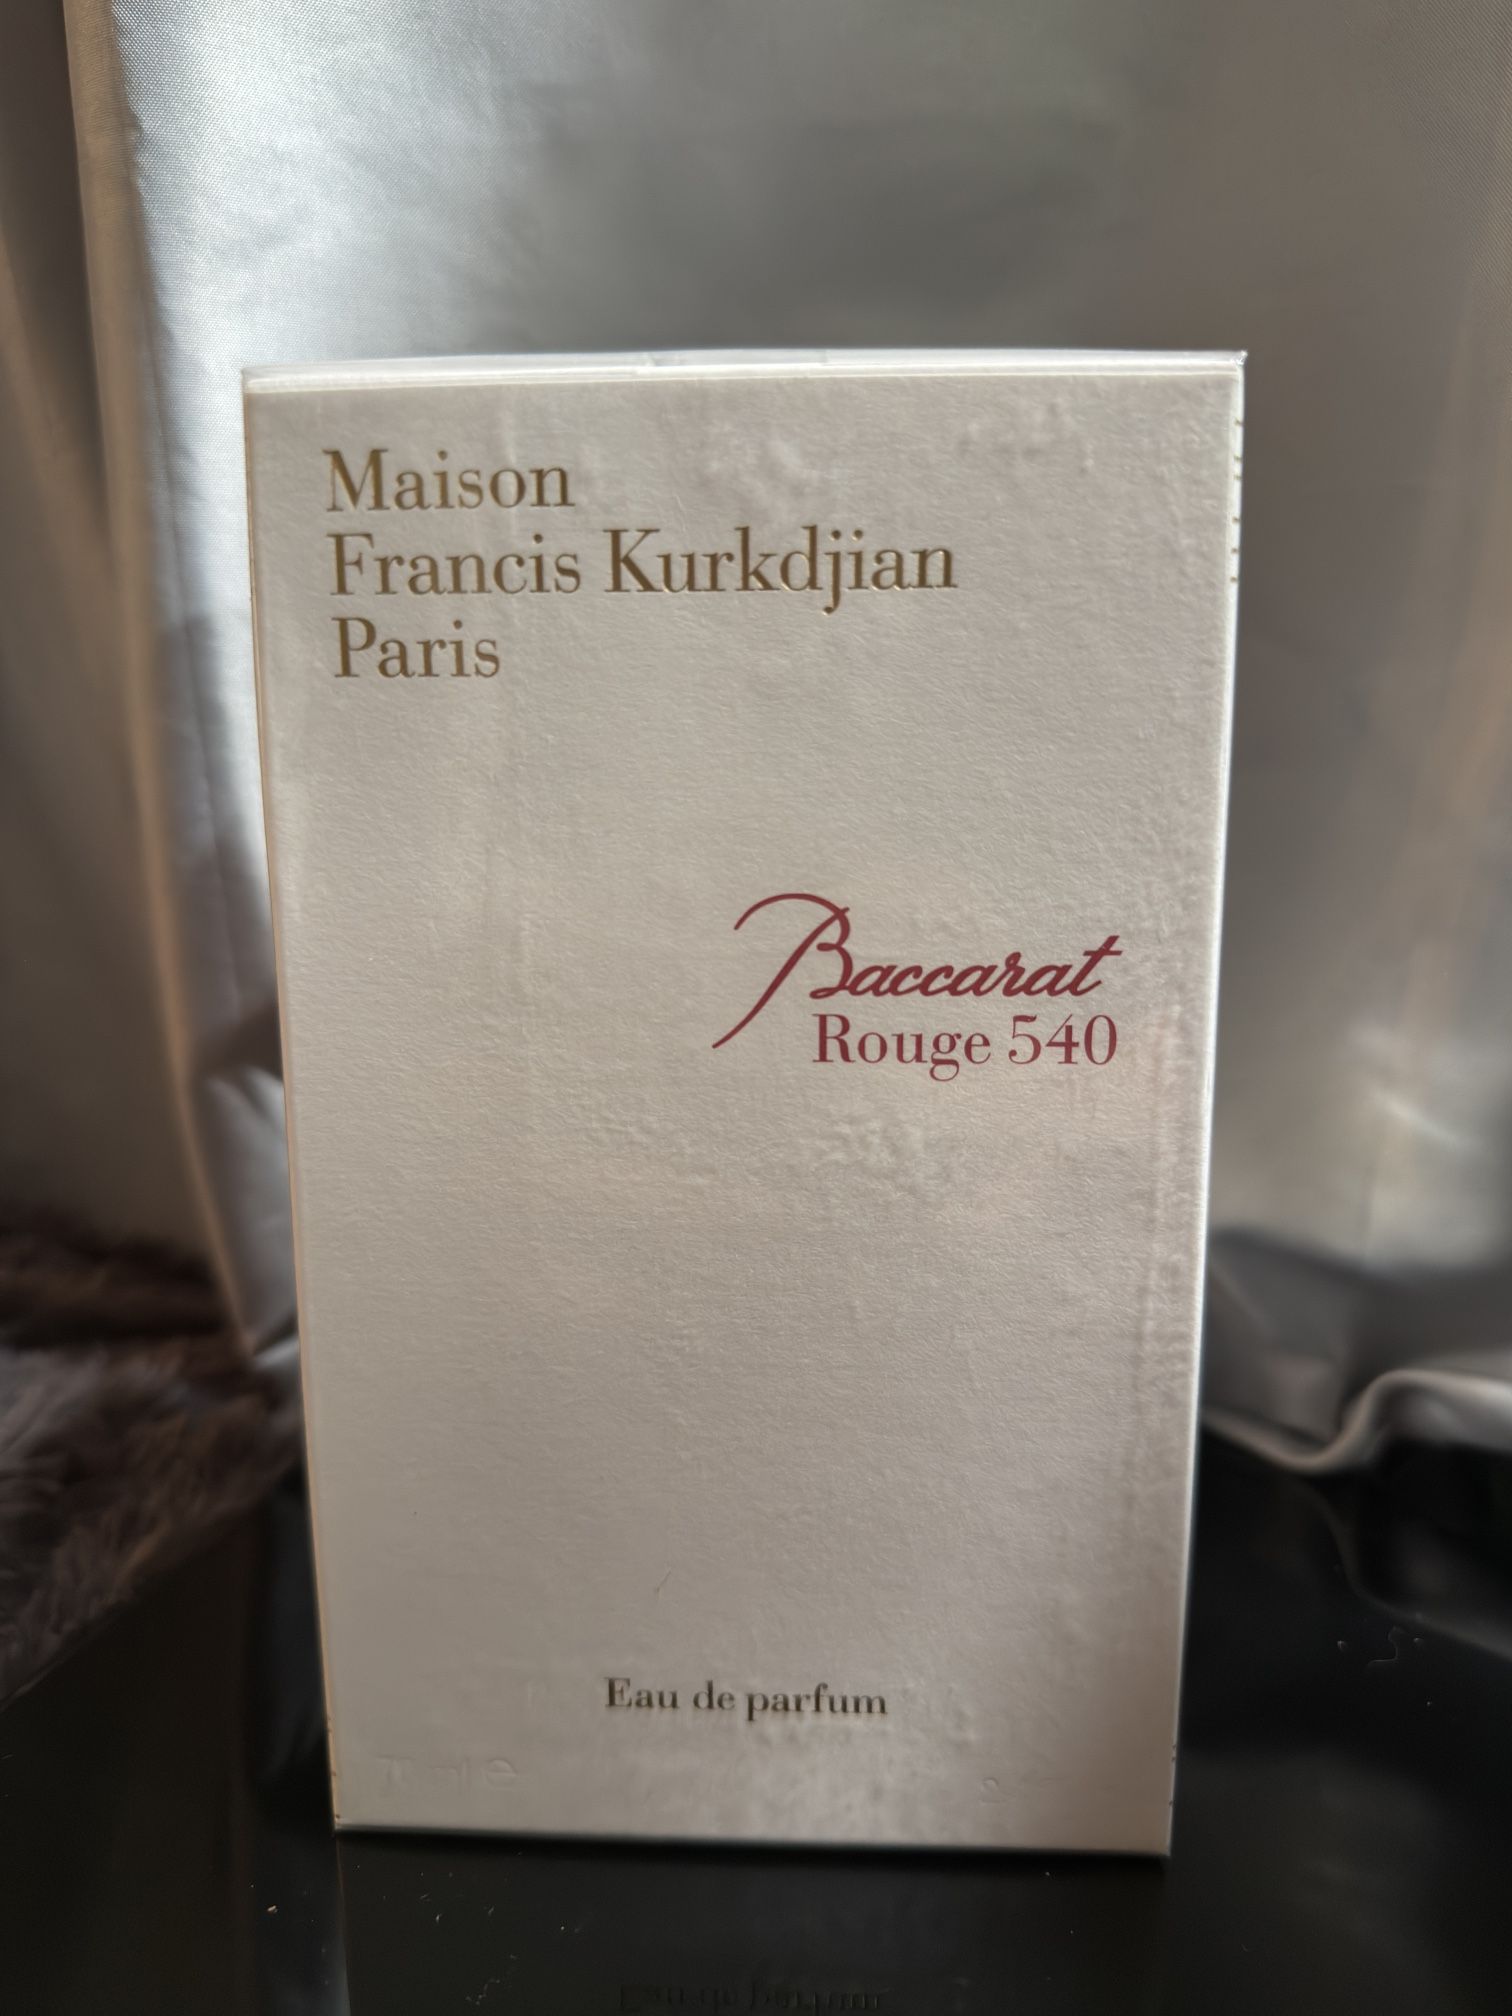 Maison
Francis Kurkdjian
Paris
Baccarat
Rouge 540
Eau de parfum